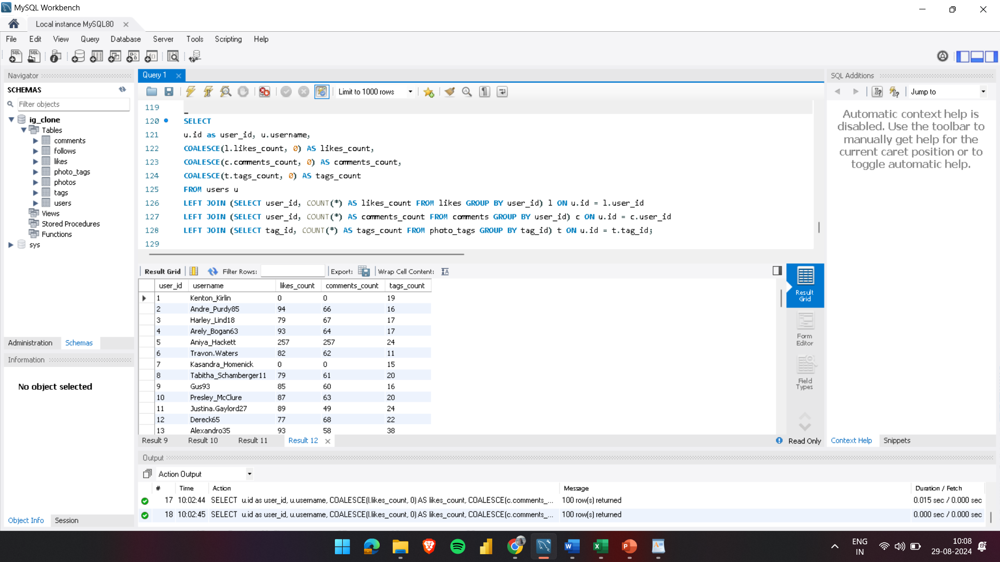 MySQL Workbench
Local instance MySQL80
File Edit View Query Database Server Tools Scripting Help
Navigator
SCHEMAS
Filter objects
ig_clone
Tables
comments
follows
likes
photo_tags
photos
tags
users
Views
Stored Procedures
Functions
sys
Administration Schemas
Information
No object selected
Object Info Session
Query 1
Limit to 1000 rows
119
120 SELECT
121 u.id as user_id, u.username,
122 COALESCE(l.likes_count, 0) AS likes_count,
123 COALESCE(c.comments_count, 0) AS comments_count,
124 COALESCE(t.tags_count, 0) AS tags_count
125 FROM users u
126 LEFT JOIN (SELECT user_id, COUNT(*) AS likes_count FROM likes GROUP BY user_id) l ON u.id = l.user_id
127 LEFT JOIN (SELECT user_id, COUNT(*) AS comments_count FROM comments GROUP BY user_id) c ON u.id = c.user_id
128 LEFT JOIN (SELECT tag_id, COUNT(*) AS tags_count FROM photo_tags GROUP BY tag_id) t ON u.id = t.tag_id;
129
Result Grid Filter Rows: Export: Wrap Cell Content:
user_id username likes_count comments_count tags_count
1 Kenton_Kirlin 0 0 19
2 Andre_Purdy85 94 66 16
3 Harley_Lind18 79 67 17
4 Arely_Bogan63 93 64 17
5 Aniya_Hackett 257 257 24
6 Travon.Waters 82 62 11
7 Kasandra_Homenick 0 0 15
8 Tabitha_Schamberger11 79 61 20
9 Gus93 85 60 16
10 Presley_McClure 87 63 20
11 Justina.Gaylord27 89 49 24
12 Dereck65 77 68 22
13 Alexandro35 93 58 38
Result 9 Result 10 Result 11 Result 12
Read Only
Result
Grid
Form
Editor
Field
Types
SQL Additions
Jump to
Automatic context help is
disabled. Use the toolbar to
manually get help for the
current caret position or to
toggle automatic help.
Context Help Snippets
Output
Action Output
# Time Action Message Duration / Fetch
17 10:02:44 SELECT u.id as user_id, u.username, COALESCE(l.likes_count, 0) AS likes_count, COALESCE(c.comments_... 100 row(s) returned 0.015 sec / 0.000 sec
18 10:02:45 SELECT u.id as user_id, u.username, COALESCE(l.likes_count, 0) AS likes_count, COALESCE(c.comments_... 100 row(s) returned 0.000 sec / 0.000 sec
ENG
IN
10:08
29-08-2024